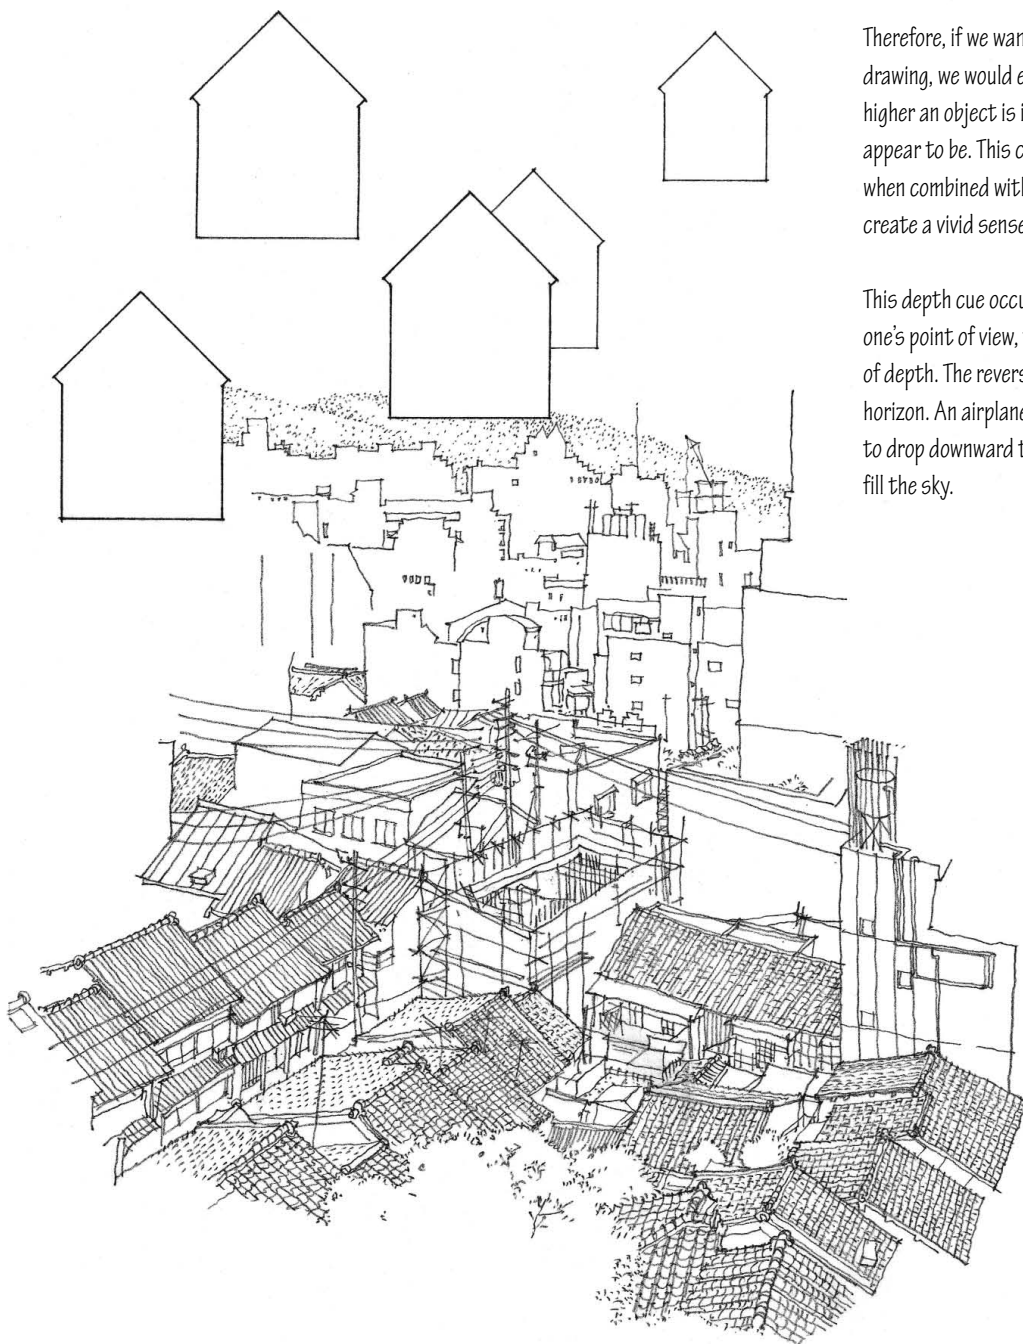 Therefore, if we wan
drawing, we would e
higher an object is i
appear to be. This c
when combined with
create a vivid sense
This depth cue occu
one's point of view,
of depth. The revers
horizon. An airplane
to drop downward t
fill the sky.